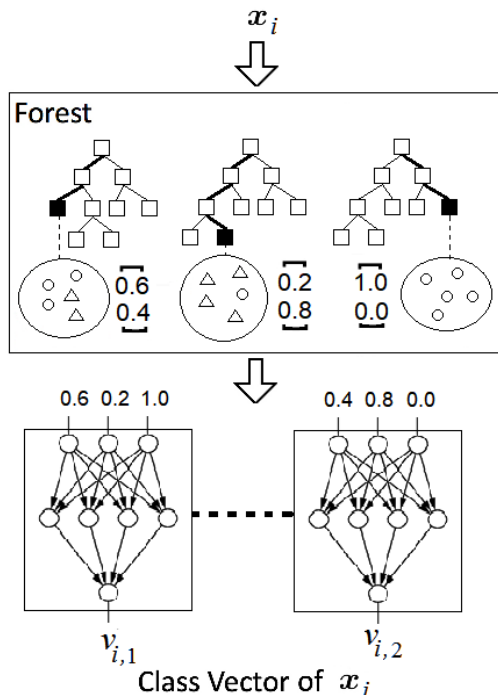 x_i
Forest
0.6 0.2 1.0
0.4 0.8 0.0
0.6 0.2 1.0 0.4 0.8 0.0
v_{i,1} v_{i,2}
Class Vector of x_i